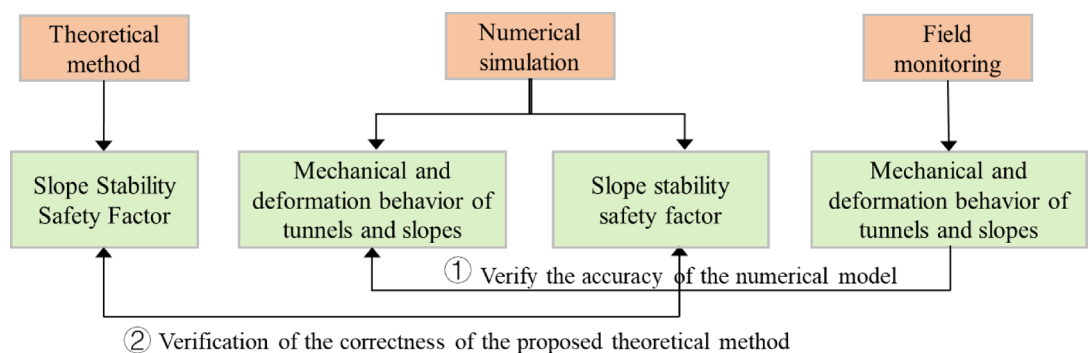 Theoretical
method
Numerical
simulation
Field
monitoring
Slope Stability
Safety Factor
Mechanical and
deformation behavior of
tunnels and slopes
Slope stability
safety factor
Mechanical and
deformation behavior of
tunnels and slopes
① Verify the accuracy of the numerical model
② Verification of the correctness of the proposed theoretical method